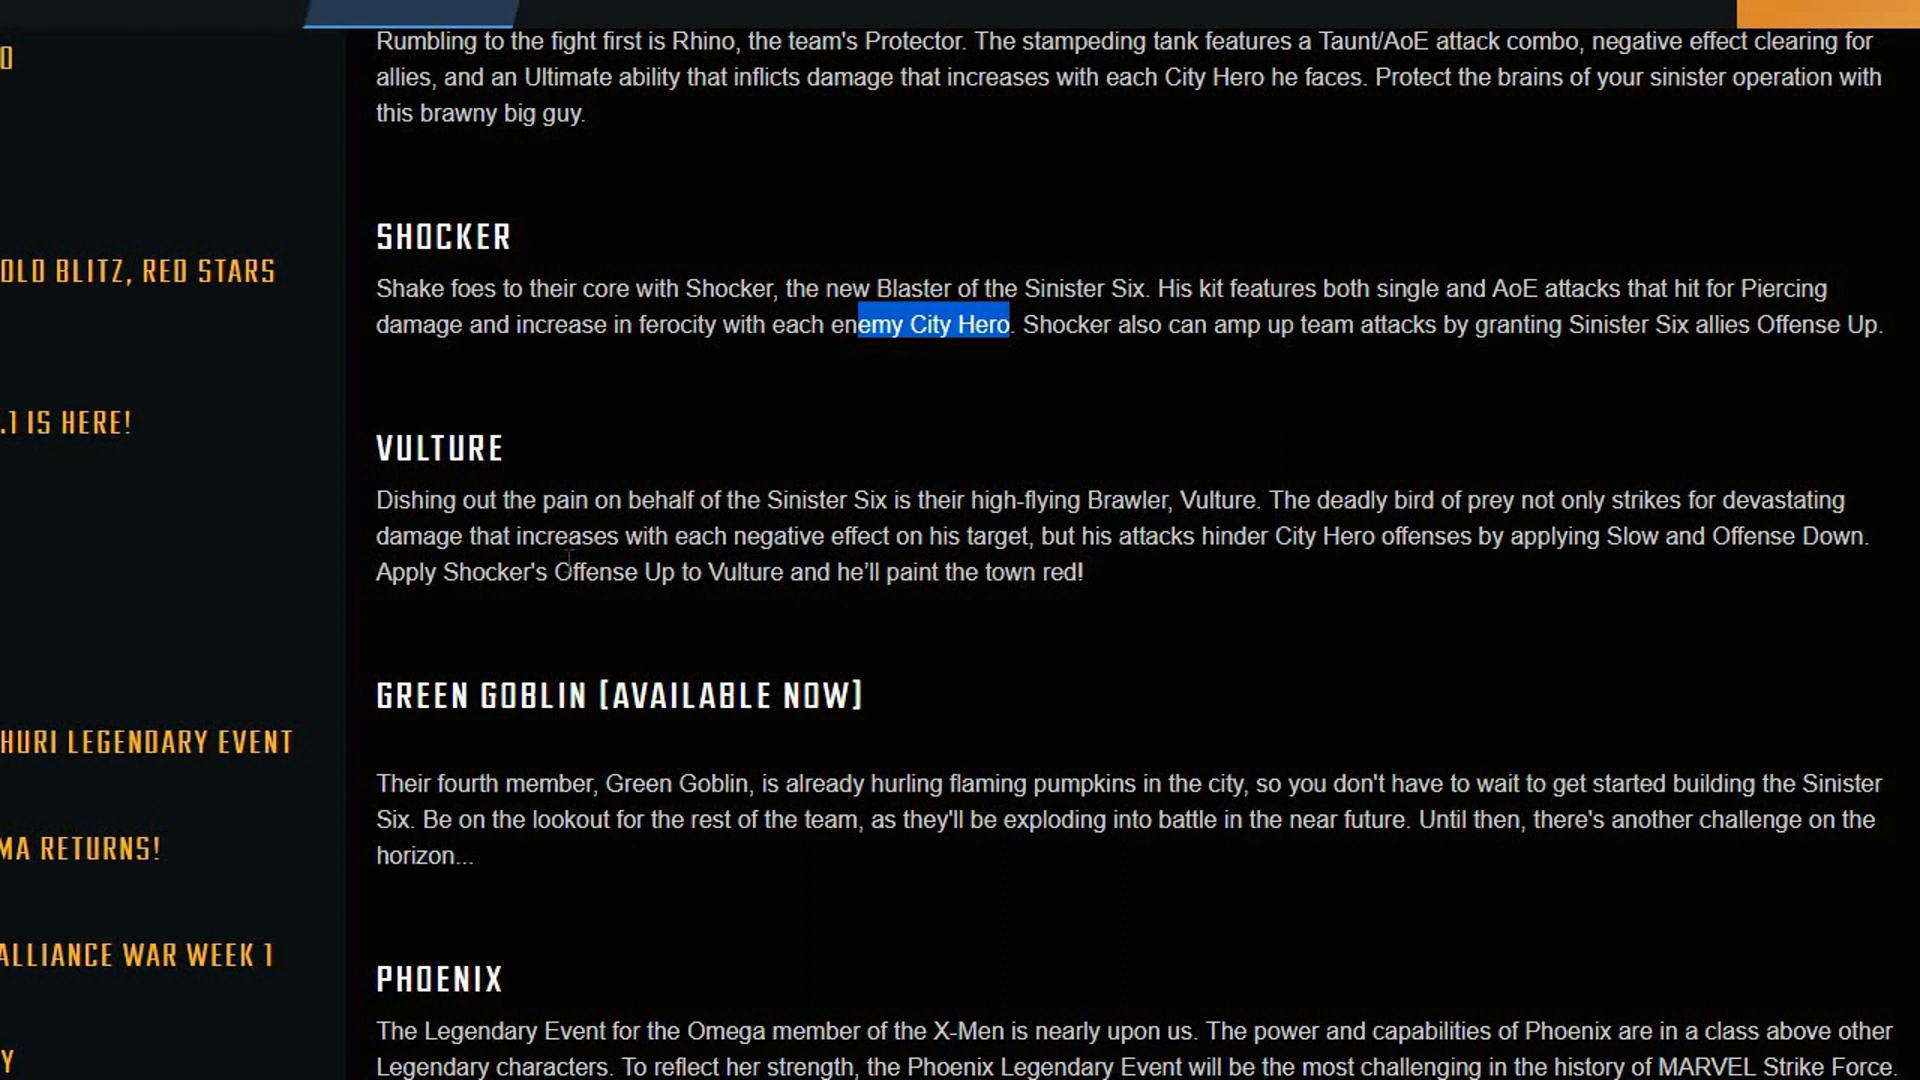 Rumbling to the fight first is Rhino, the team's Protector. The stampeding tank features a Taunt/AoE attack combo, negative effect clearing for
allies, and an Ultimate ability that inflicts damage that increases with each City Hero he faces. Protect the brains of your sinister operation with
this brawny big guy.
SHOCKER
Shake foes to their core with Shocker, the new Blaster of the Sinister Six. His kit features both single and AoE attacks that hit for Piercing
damage and increase in ferocity with each enemy City Hero. Shocker also can amp up team attacks by granting Sinister Six allies Offense Up.
VULTURE
Dishing out the pain on behalf of the Sinister Six is their high-flying Brawler, Vulture. The deadly bird of prey not only strikes for devastating
damage that increases with each negative effect on his target, but his attacks hinder City Hero offenses by applying Slow and Offense Down.
Apply Shocker's Offense Up to Vulture and he’ll paint the town red!
GREEN GOBLIN [AVAILABLE NOW]
Their fourth member, Green Goblin, is already hurling flaming pumpkins in the city, so you don't have to wait to get started building the Sinister
Six. Be on the lookout for the rest of the team, as they'll be exploding into battle in the near future. Until then, there's another challenge on the
horizon...
PHOENIX
The Legendary Event for the Omega member of the X-Men is nearly upon us. The power and capabilities of Phoenix are in a class above other
Legendary characters. To reflect her strength, the Phoenix Legendary Event will be the most challenging in the history of MARVEL Strike Force.
O
OLD BLITZ, RED STARS
.1 IS HERE!
HURI LEGENDARY EVENT
MA RETURNS!
ALLIANCE WAR WEEK 1
Y